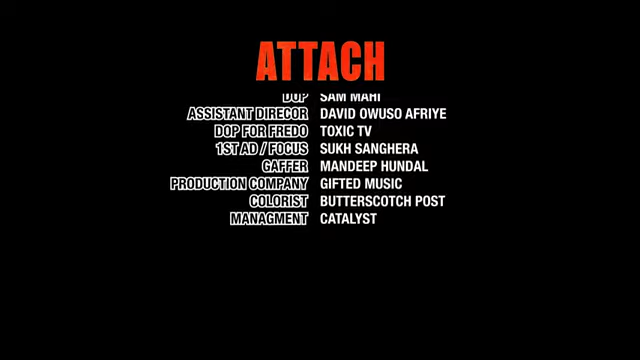 ATTACH
DOP SAM MAHI
ASSISTANT DIRECOR DAVID OWUSO AFRIYE
DOP FOR FREDO TOXIC TV
1ST AD / FOCUS SUKH SANGHERA
GAFFER MANDEEP HUNDAL
PRODUCTION COMPANY GIFTED MUSIC
COLORIST BUTTERSCOTCH POST
MANAGMENT CATALYST